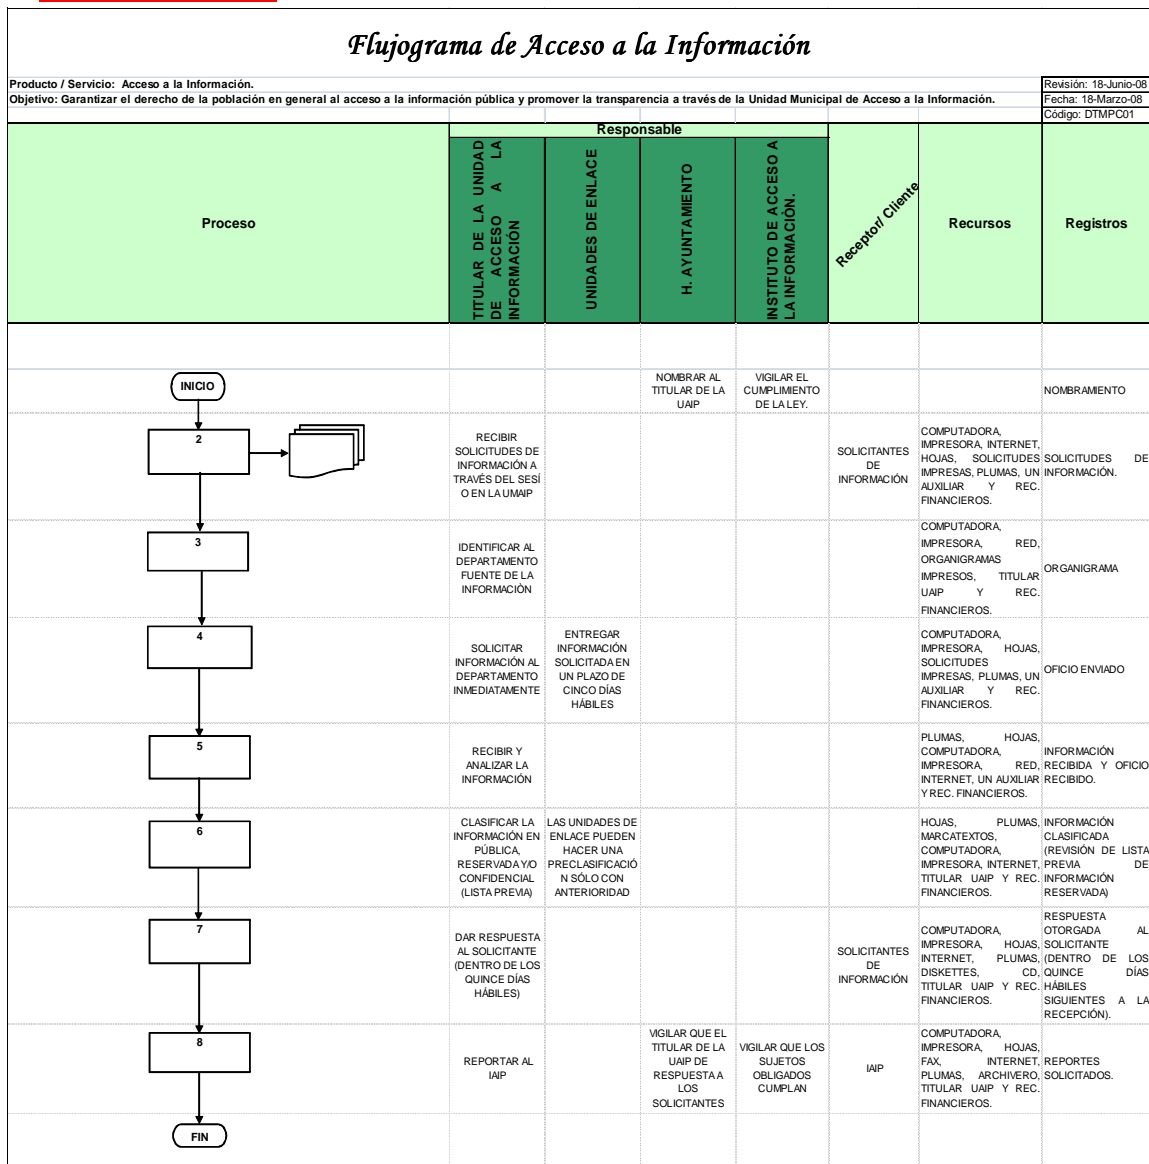 Flujograma de Acceso a la Información
Producto / Servicio: Acceso a la Información.
Revisión: 18-Junio-08
Objetivo: Garantizar el derecho de la población en general al acceso a la información pública y promover la transparencia a través de la Unidad Municipal de Acceso a la Información.
Fecha: 18-Marzo-08
Código: DTMPC01
Proceso
Responsable
TITULAR DE LA UNIDAD
DE ACCESO A LA
INFORMACIÓN
UNIDADES DE ENLACE
H. AYUNTAMIENTO
INSTITUTO DE ACCESO A
LA INFORMACIÓN.
Receptor/ Cliente
Recursos
Registros
INICIO
NOMBRAR AL
TITULAR DE LA
UAIP
VIGILAR EL
CUMPLIMIENTO
DE LA LEY.
NOMBRAMIENTO
2
RECIBIR
SOLICITUDES DE
INFORMACIÓN A
TRAVÉS DEL SESÍ
O EN LA UMAIP
SOLICITANTES
DE
INFORMACIÓN
COMPUTADORA,
IMPRESORA, INTERNET,
HOJAS, SOLICITUDES
IMPRESAS, PLUMAS, UN
AUXILIAR Y REC.
FINANCIEROS.
SOLICITUDES DE
INFORMACIÓN.
3
IDENTIFICAR AL
DEPARTAMENTO
FUENTE DE LA
INFORMACIÓN
COMPUTADORA,
IMPRESORA, RED,
ORGANIGRAMAS
IMPRESOS, TITULAR
UAIP Y REC.
FINANCIEROS.
ORGANIGRAMA
4
SOLICITAR
INFORMACIÓN AL
DEPARTAMENTO
INMEDIATAMENTE
ENTREGAR
INFORMACIÓN
SOLICITADA EN
UN PLAZO DE
CINCO DÍAS
HÁBILES
COMPUTADORA,
IMPRESORA, HOJAS,
SOLICITUDES
IMPRESAS, PLUMAS, UN
AUXILIAR Y REC.
FINANCIEROS.
OFICIO ENVIADO
5
RECIBIR Y
ANALIZAR LA
INFORMACIÓN
PLUMAS, HOJAS,
COMPUTADORA,
IMPRESORA, RED,
INTERNET, UN AUXILIAR
Y REC. FINANCIEROS.
INFORMACIÓN
RECIBIDA Y OFICIO
RECIBIDO.
6
CLASIFICAR LA
INFORMACIÓN EN
PÚBLICA,
RESERVADA Y/O
CONFIDENCIAL
(LISTA PREVIA)
LAS UNIDADES DE
ENLACE PUEDEN
HACER UNA
PRECLASIFICACIÓ
N SÓLO CON
ANTERIORIDAD
HOJAS, PLUMAS,
MARCATEXTOS,
COMPUTADORA,
IMPRESORA, INTERNET,
TITULAR UAIP Y REC.
FINANCIEROS.
INFORMACIÓN
CLASIFICADA
(REVISIÓN DE LISTA
PREVIA DE
INFORMACIÓN
RESERVADA)
7
DAR RESPUESTA
AL SOLICITANTE
(DENTRO DE LOS
QUINCE DÍAS
HÁBILES)
SOLICITANTES
DE
INFORMACIÓN
COMPUTADORA,
IMPRESORA, HOJAS,
INTERNET, PLUMAS,
DISKETTES, CD,
TITULAR UAIP Y REC.
FINANCIEROS.
RESPUESTA
OTORGADA AL
SOLICITANTE
(DENTRO DE LOS
QUINCE DÍAS
HÁBILES
SIGUIENTES A LA
RECEPCIÓN).
8
REPORTAR AL
IAIP
VIGILAR QUE EL
TITULAR DE LA
UAIP DE
RESPUESTA A
LOS
SOLICITANTES
VIGILAR QUE LOS
SUJETOS
OBLIGADOS
CUMPLAN
IAIP
COMPUTADORA,
IMPRESORA, HOJAS,
FAX, INTERNET,
PLUMAS, ARCHIVERO,
TITULAR UAIP Y REC.
FINANCIEROS.
REPORTES
SOLICITADOS.
FIN